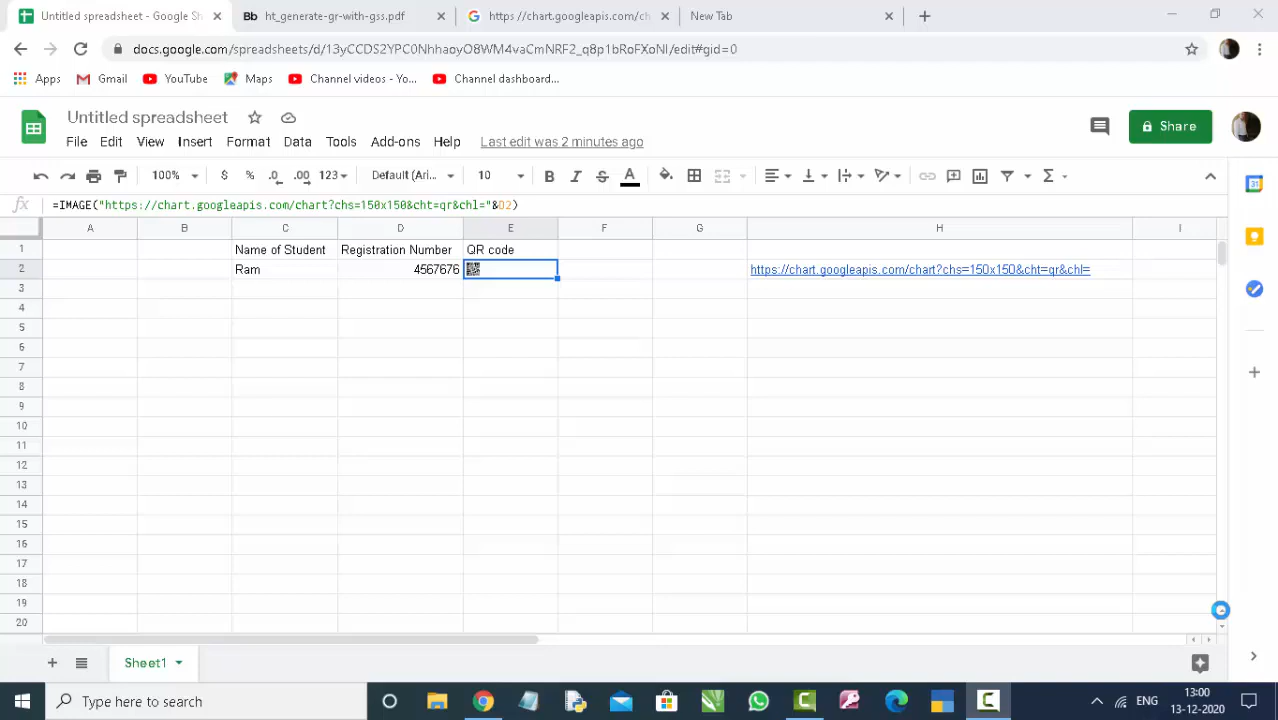 Untitled spreadsheet - Google Sh
Bb ht_generate-qr-with-gss.pdf
https://chart.googleapis.com/ch
New Tab
docs.google.com/spreadsheets/d/13yCCDS2YPC0NhhaoyO8WM4vaCmNRF2_q8p1bRoFXoNI/edit#gid=0
Apps Gmail YouTube Maps Channel videos - Yo... Channel dashboar...
Untitled spreadsheet
Share
File Edit View Insert Format Data Tools Add-ons Help Last edit was 2 minutes ago
100% $ % .0 .00 123 Default (Ari... 10 B I S A
fx =IMAGE("https://chart.googleapis.com/chart?chs=150x150&cht=qr&chl="&D2)
A B C D E F G H I
1 Name of Student Registration Number QR code
2 Ram 4567676 https://chart.googleapis.com/chart?chs=150x150&cht=qr&chl=
3
4
5
6
7
8
9
10
11
12
13
14
15
16
17
18
19
20
Sheet1
Type here to search
ENG
13:00
13-12-2020